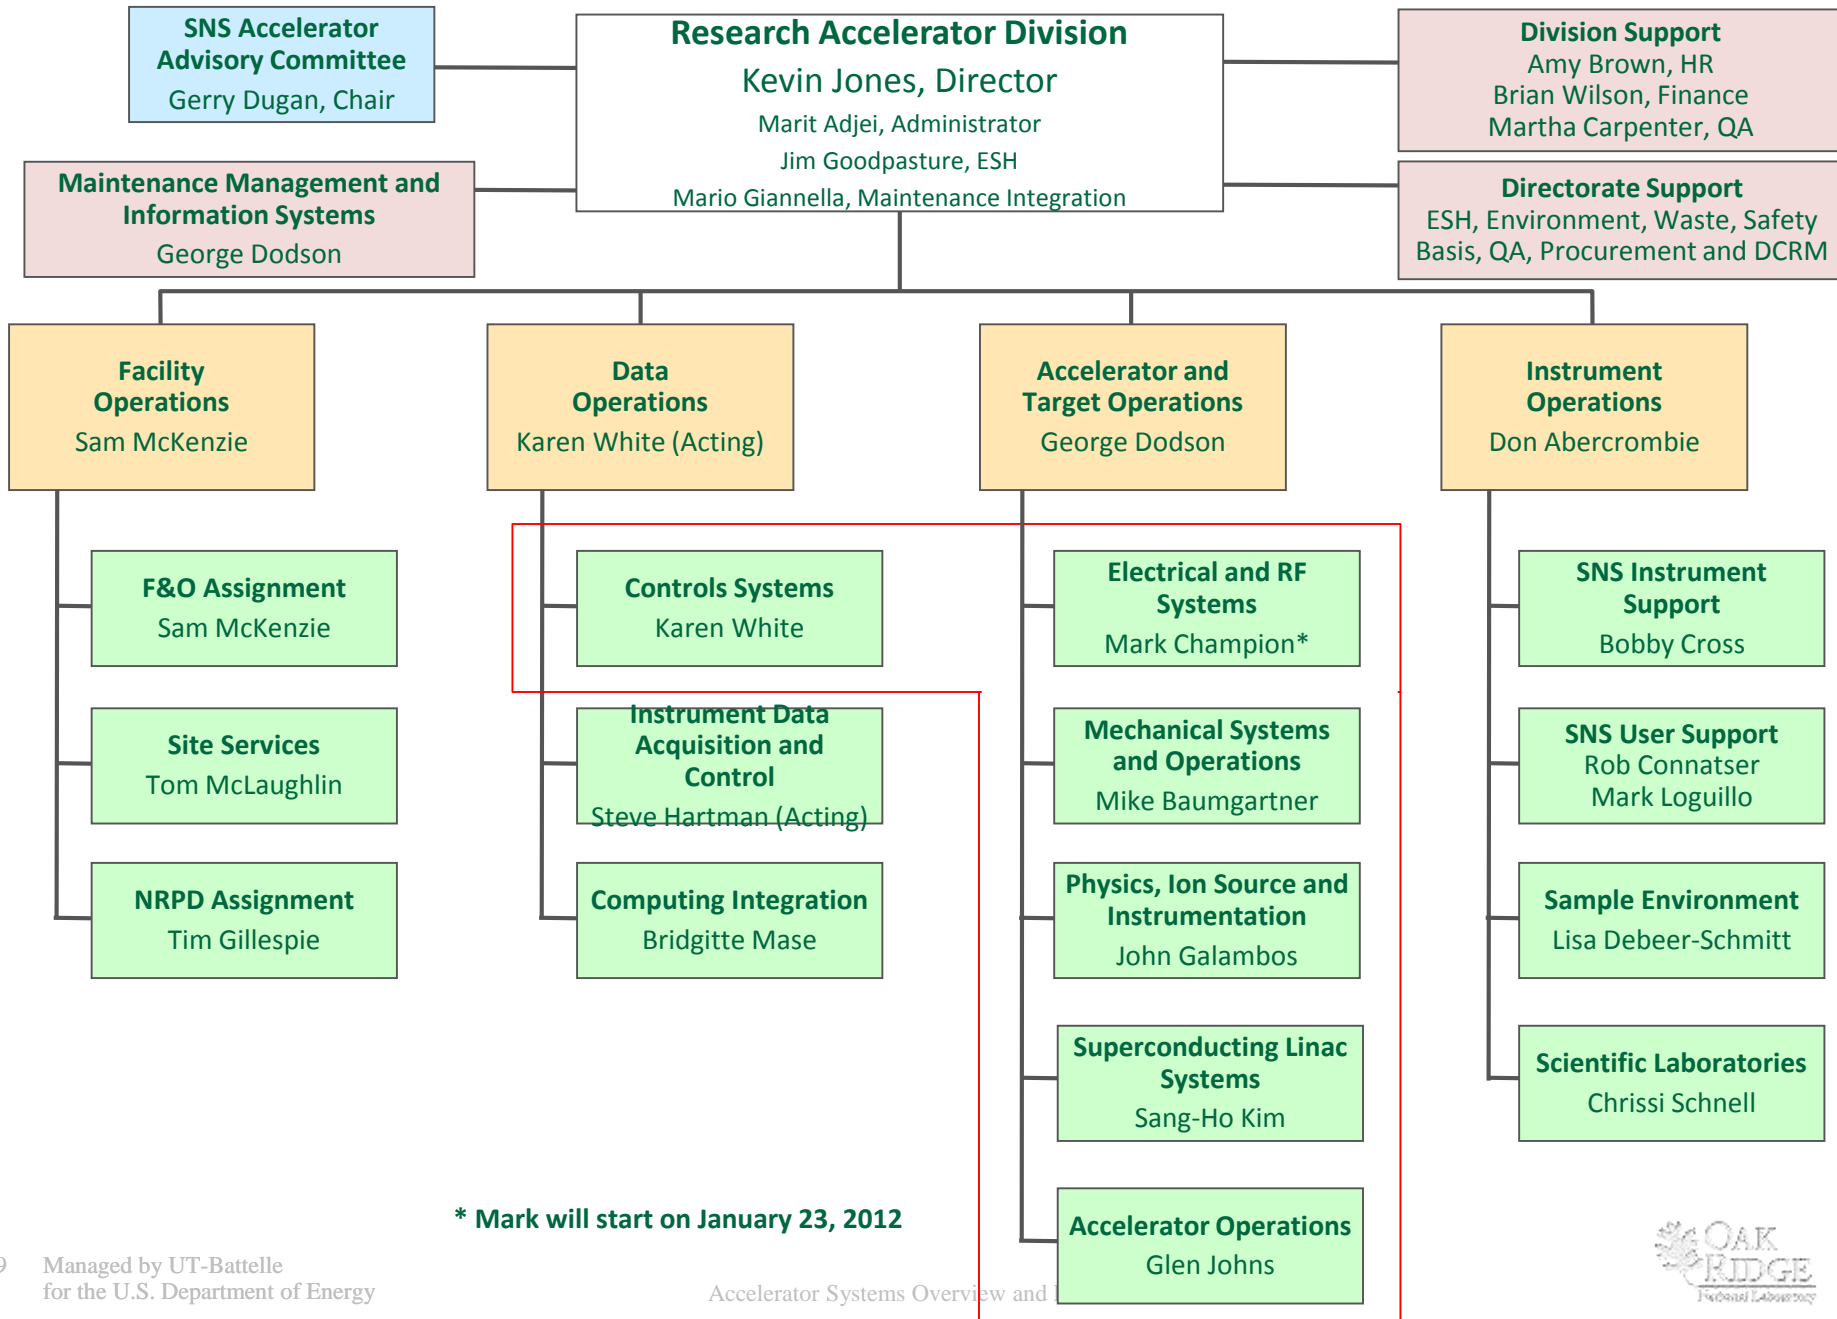 SNS Accelerator
Advisory Committee
Gerry Dugan, Chair
Research Accelerator Division
Kevin Jones, Director
Marit Adjei, Administrator
Jim Goodpasture, ESH
Mario Giannella, Maintenance Integration
Division Support
Amy Brown, HR
Brian Wilson, Finance
Martha Carpenter, QA
Maintenance Management and
Information Systems
George Dodson
Directorate Support
ESH, Environment, Waste, Safety
Basis, QA, Procurement and DCRM
Facility
Operations
Sam McKenzie
Data
Operations
Karen White (Acting)
Accelerator and
Target Operations
George Dodson
Instrument
Operations
Don Abercrombie
F&O Assignment
Sam McKenzie
Site Services
Tom McLaughlin
NRPD Assignment
Tim Gillespie
Controls Systems
Karen White
Instrument Data
Acquisition and
Control
Steve Hartman (Acting)
Computing Integration
Bridgitte Mase
Electrical and RF
Systems
Mark Champion*
Mechanical Systems
and Operations
Mike Baumgartner
Physics, Ion Source and
Instrumentation
John Galambos
Superconducting Linac
Systems
Sang-Ho Kim
Accelerator Operations
Glen Johns
SNS Instrument
Support
Bobby Cross
SNS User Support
Rob Connatser
Mark Loguillo
Sample Environment
Lisa Debeer-Schmitt
Scientific Laboratories
Chrissi Schnell
* Mark will start on January 23, 2012
9 Managed by UT-Battelle
for the U.S. Department of Energy
Accelerator Systems Overview and
OAK
RIDGE
National Laboratory